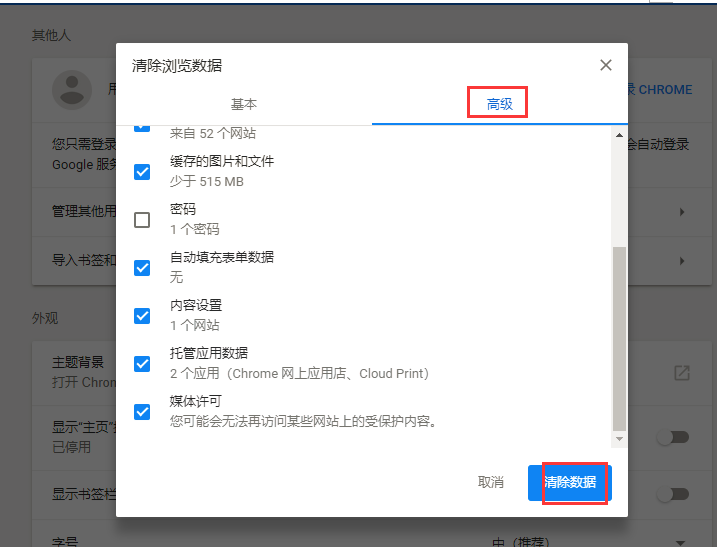 其他人
清除浏览数据
基本
高级
录 CHROME
您只需登录
来自 52 个网站
会自动登录
Google 服务
缓存的图片和文件
少于 515 MB
管理其他用
密码
1 个密码
导入书签和
自动填充表单数据
无
外观
内容设置
1 个网站
主题背景
打开 Chrom
托管应用数据
2 个应用（Chrome 网上应用店、Cloud Print）
显示“主页”
已停用
媒体许可
您可能会无法再访问某些网站上的受保护内容。
显示书签栏
取消
清除数据
字号
中（推荐）